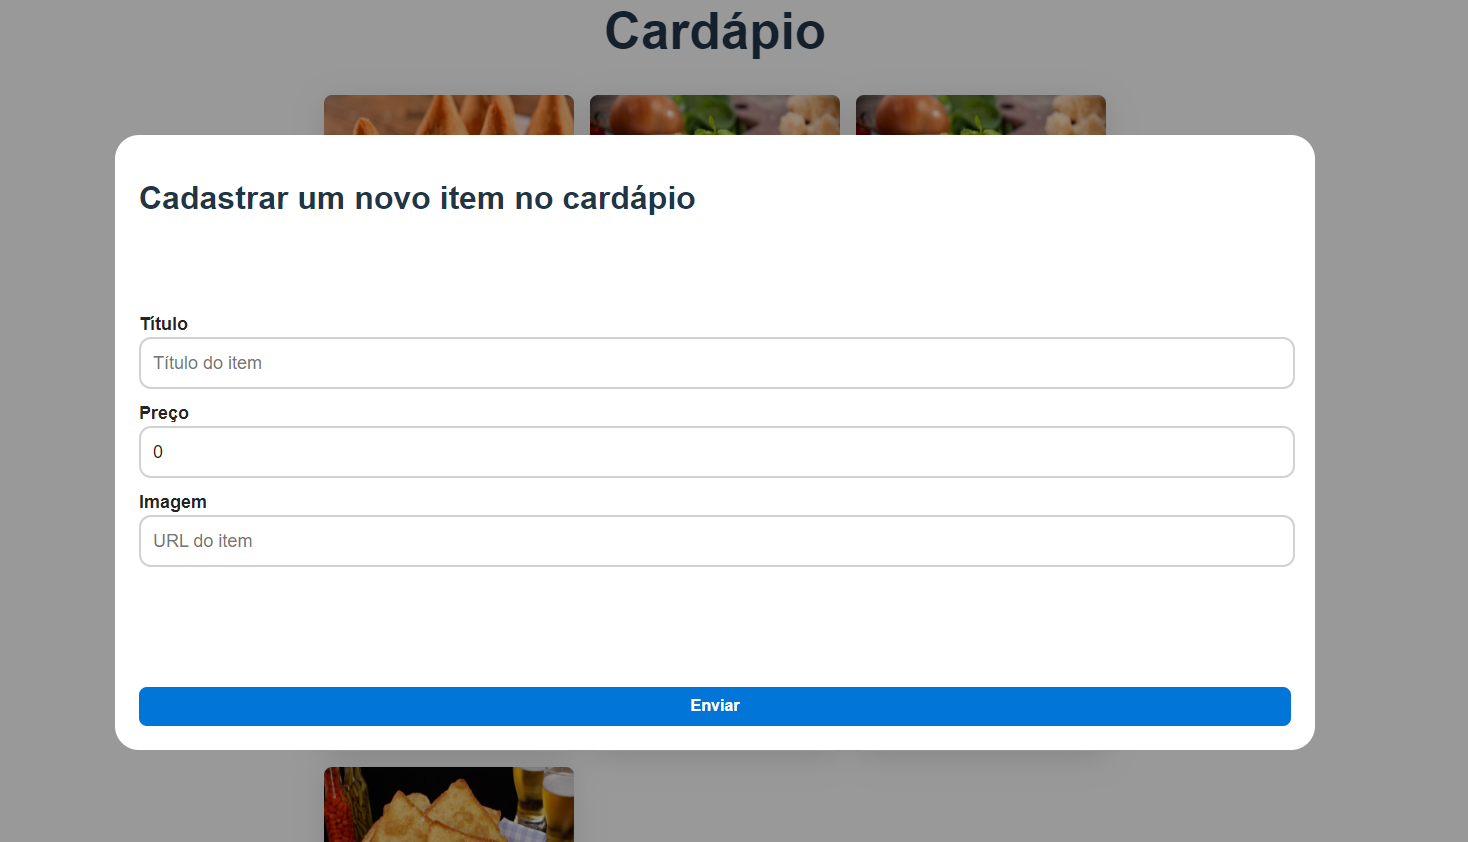 Cardápio
Cadastrar um novo item no cardápio
Título
Título do item
Preço
0
Imagem
URL do item
Enviar